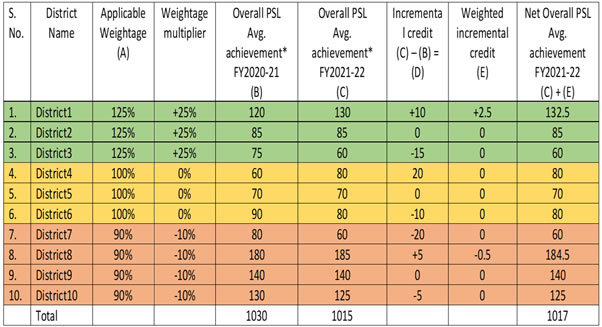 S. No. | District Name | Applicable Weightage (A) | Weightage multiplier | Overall PSL Avg. achievement* FY2020-21 (B) | Overall PSL Avg. achievement* FY2021-22 (C) | Incrementa l credit (C) – (B) = (D) | Weighted incremental credit (E) | Net Overall PSL Avg. achievement FY2021-22 (C) + (E)
1. | District1 | 125% | +25% | 120 | 130 | +10 | +2.5 | 132.5
2. | District2 | 125% | +25% | 85 | 85 | 0 | 0 | 85
3. | District3 | 125% | +25% | 75 | 60 | -15 | 0 | 60
4. | District4 | 100% | 0% | 60 | 80 | 20 | 0 | 80
5. | District5 | 100% | 0% | 70 | 70 | 0 | 0 | 70
6. | District6 | 100% | 0% | 90 | 80 | -10 | 0 | 80
7. | District7 | 90% | -10% | 80 | 60 | -20 | 0 | 60
8. | District8 | 90% | -10% | 180 | 185 | +5 | -0.5 | 184.5
9. | District9 | 90% | -10% | 140 | 140 | 0 | 0 | 140
10. | District10 | 90% | -10% | 130 | 125 | -5 | 0 | 125
Total | 1030 | 1015 | 1017